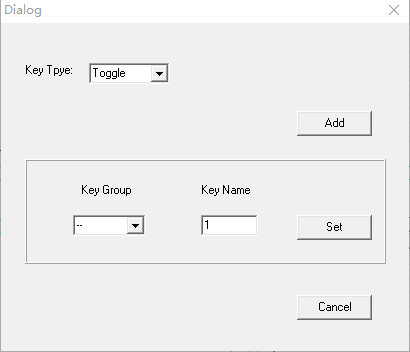 Dialog
Key Tpye: Toggle
Add
Key Group Key Name
-- 1 Set
Cancel